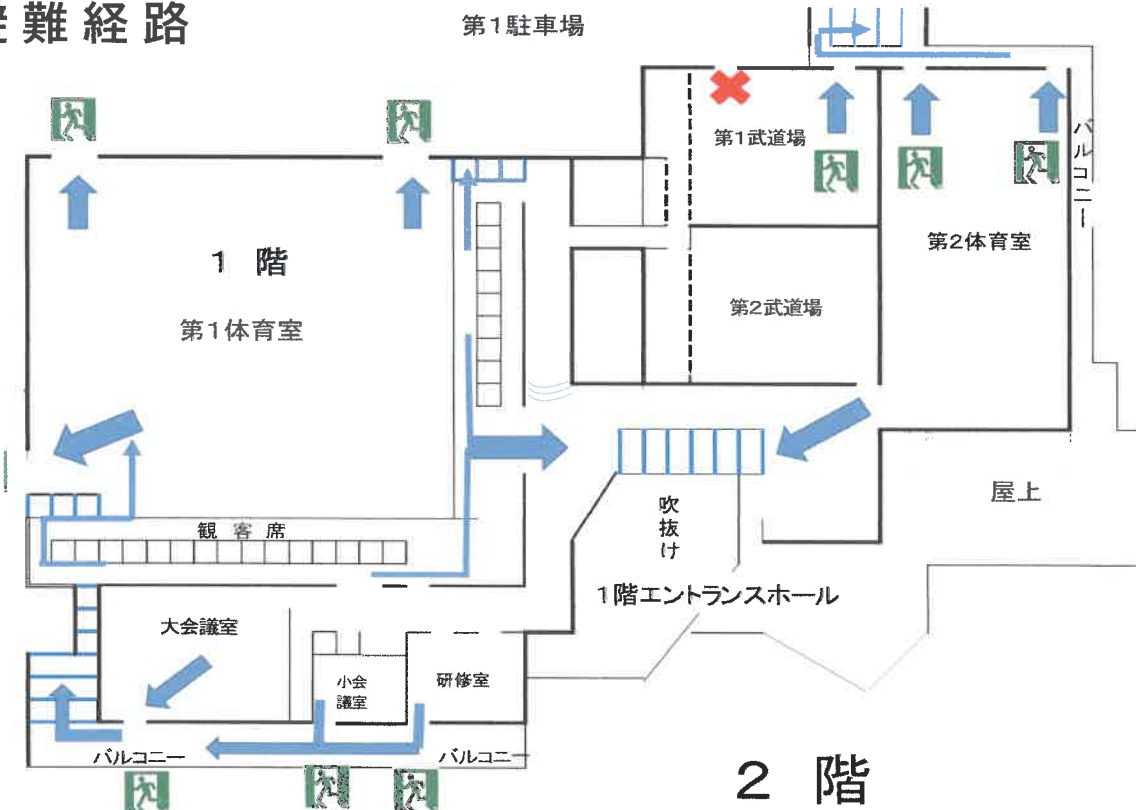 難経路
第1駐車場
第1武道場
バルコニー
1 階
第1体育室
第2体育室
第2武道場
屋上
吹抜け
観客席
1階エントランスホール
大会議室
小会
議室
研修室
バルコニー
バルコニー
2 階